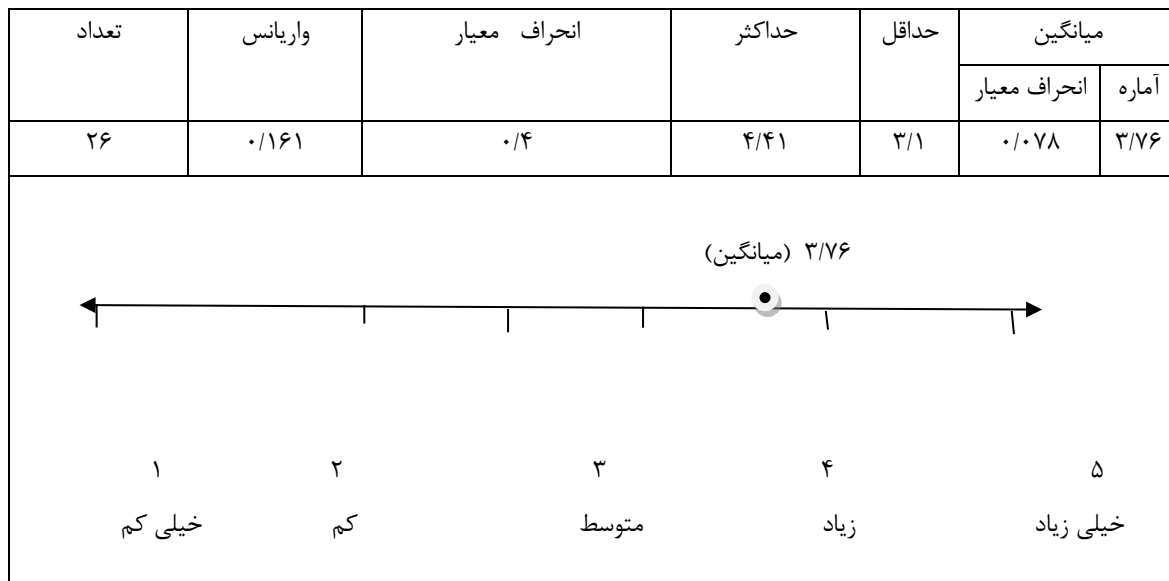 میانگین حداقل حداکثر انحراف معیار واریانس تعداد
آماره انحراف معیار
۳/۷۶ ۰/۰۷۸ ۳/۱ ۴/۴۱ ۰/۴ ۰/۱۶۱ ۲۶
۳/۷۶ (میانگین)
۱ ۲ ۳ ۴ ۵
خیلی کم کم متوسط زیاد خیلی زیاد